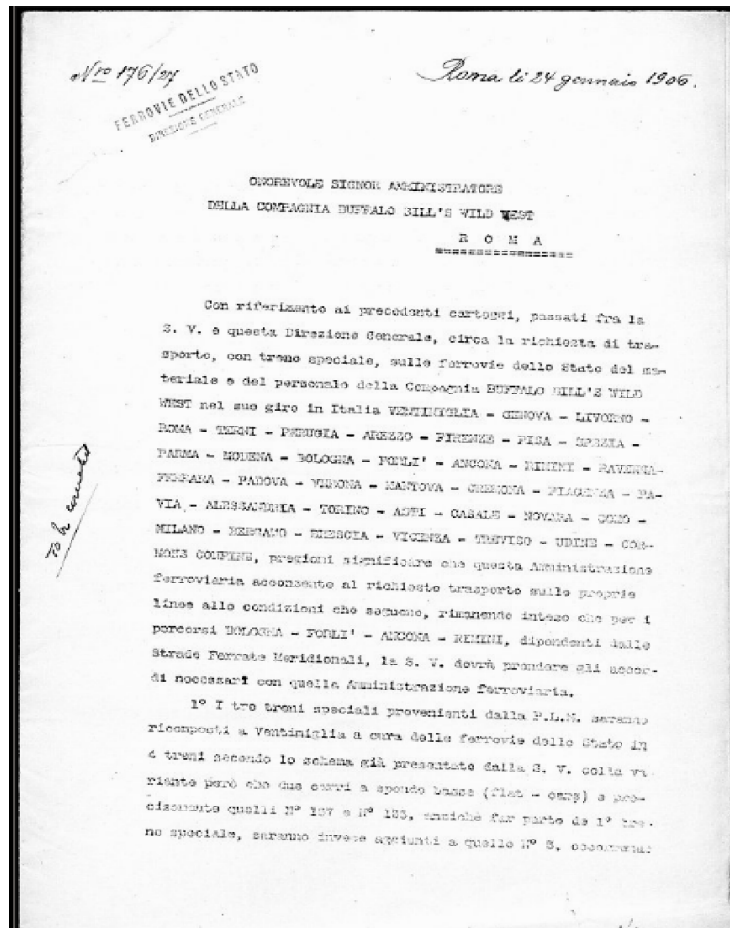 Nro 176/27
Roma li 24 gennaio 1906.
FERROVIE DELLO STATO
DIREZIONE GENERALE
ONOREVOLE SIGNOR AMMINISTRATORE
DELLA COMPAGNIA BUFFALO BILL'S WILD WEST
R O M A
Con riferimento ai precedenti carteggi, passati fra la
S. V. e questa Direzione Generale, circa la richiesta di tra-
sporto, con treno speciale, sulle ferrovie dello Stato del ma-
teriale e del personale della Compagnia BUFFALO BILL'S WILD
WEST nel suo giro in Italia VENTIMIGLIA - GENOVA - LIVORNO -
ROMA - TERNI - PERUGIA - AREZZO - FIRENZE - PISA - SPEZIA -
PARMA - MODENA - BOLOGNA - FORLI' - ANCONA - RIMINI - RAVENNA-
FERRARA - PADOVA - VERONA - MANTOVA - CREMONA - PIACENZA - PA-
VIA - ALESSANDRIA - TORINO - ASTI - CASALE - NOVARA - COMO -
MILANO - BERGAMO - BRESCIA - VICENZA - TREVISO - UDINE - COR-
MONS CONFINE, pregiomi significare che questa Amministrazione
ferroviaria acconsente al richiesto trasporto sulle proprie
linee alle condizioni che seguono, rimanendo inteso che per i
percorsi BOLOGNA - FORLI' - ANCONA - RIMINI, dipendenti dalle
Strade Ferrate Meridionali, la S. V. dovrà prendere gli accor-
di necessari con quella Amministrazione ferroviaria.
1° I tre treni speciali provenienti dalla P.L.M. saranno
ricomposti a Ventimiglia a cura delle ferrovie dello Stato in
4 treni secondo lo schema già presentato dalla S. V. colla va
riante però che due carri a sponde basse (flat - cars) e pre-
cisamente quelli N° e N° anzichè far parte de 1° tre-
no speciale, saranno invece aggiunti a quello N° 3,